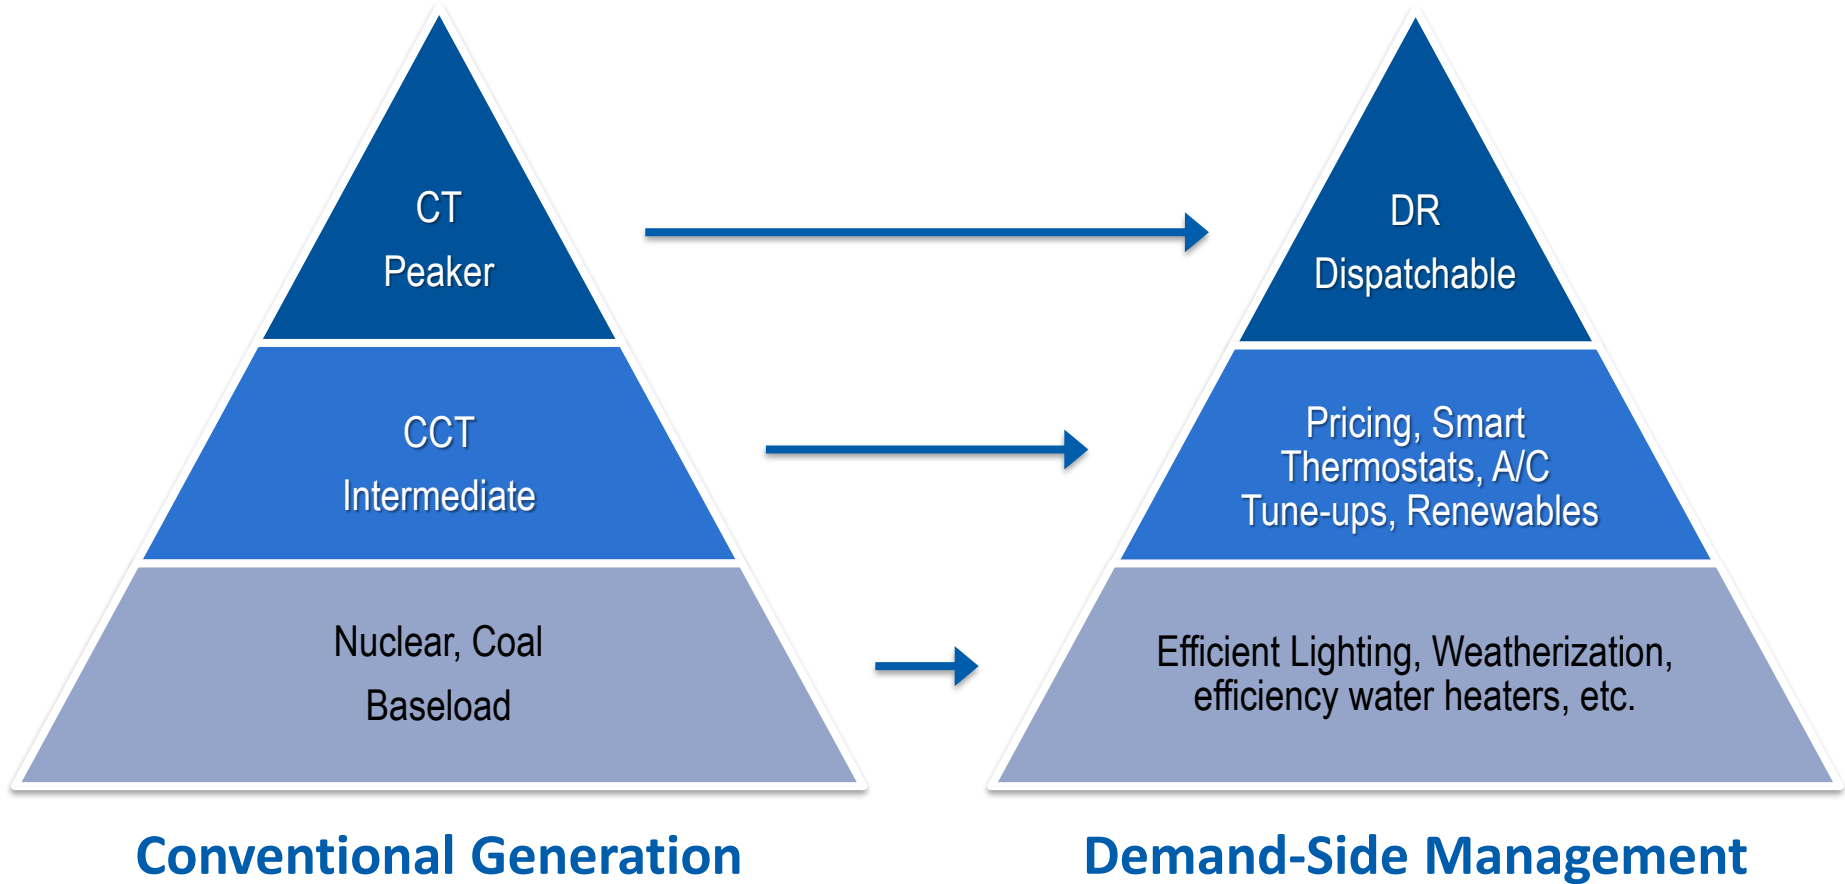 CT
Peaker
DR
Dispatchable
CCT
Intermediate
Pricing, Smart
Thermostats, A/C
Tune-ups, Renewables
Nuclear, Coal
Baseload
Efficient Lighting, Weatherization,
efficiency water heaters, etc.
Conventional Generation
Demand-Side Management